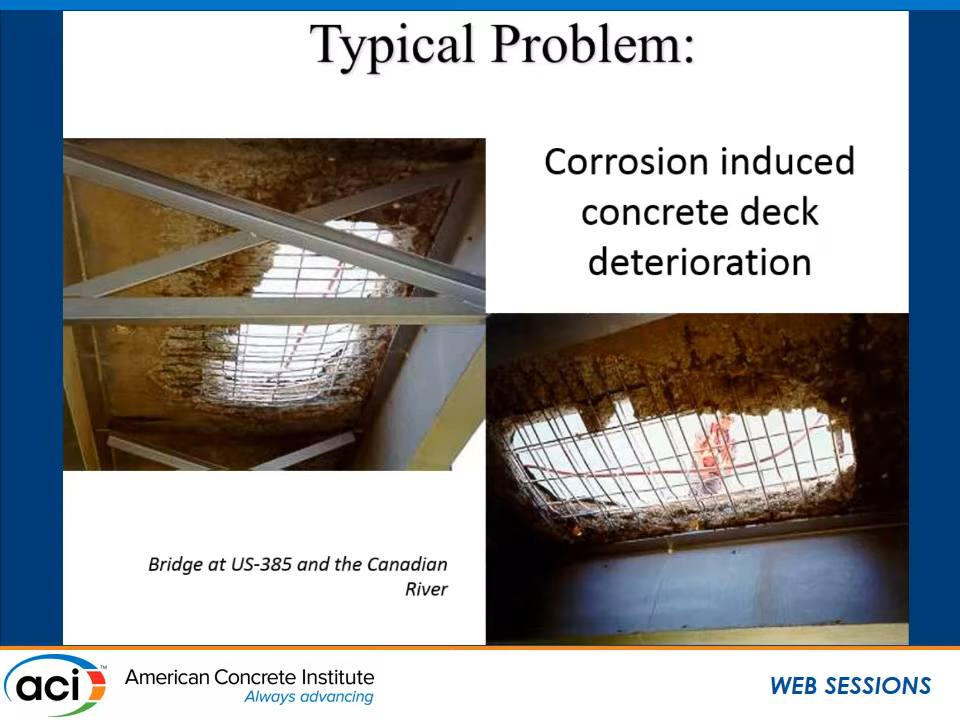 Typical Problem:
Corrosion induced
concrete deck
deterioration
Bridge at US-385 and the Canadian
River
aci™
American Concrete Institute
Always advancing
WEB SESSIONS